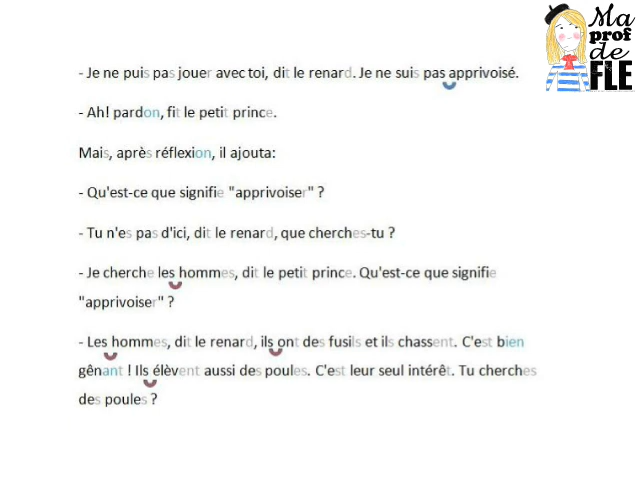 Ma
prof
de
FLE
- Je ne puis pas jouer avec toi, dit le renard. Je ne suis pas apprivoisé.
- Ah! pardon, fit le petit prince.
Mais, après réflexion, il ajouta:
- Qu'est-ce que signifie "apprivoiser" ?
- Tu n'es pas d'ici, dit le renard, que cherches-tu ?
- Je cherche les hommes, dit le petit prince. Qu'est-ce que signifie
"apprivoiser" ?
- Les hommes, dit le renard, ils ont des fusils et ils chassent. C'est bien
gênant ! Ils élèvent aussi des poules. C'est leur seul intérêt. Tu cherches
des poules ?